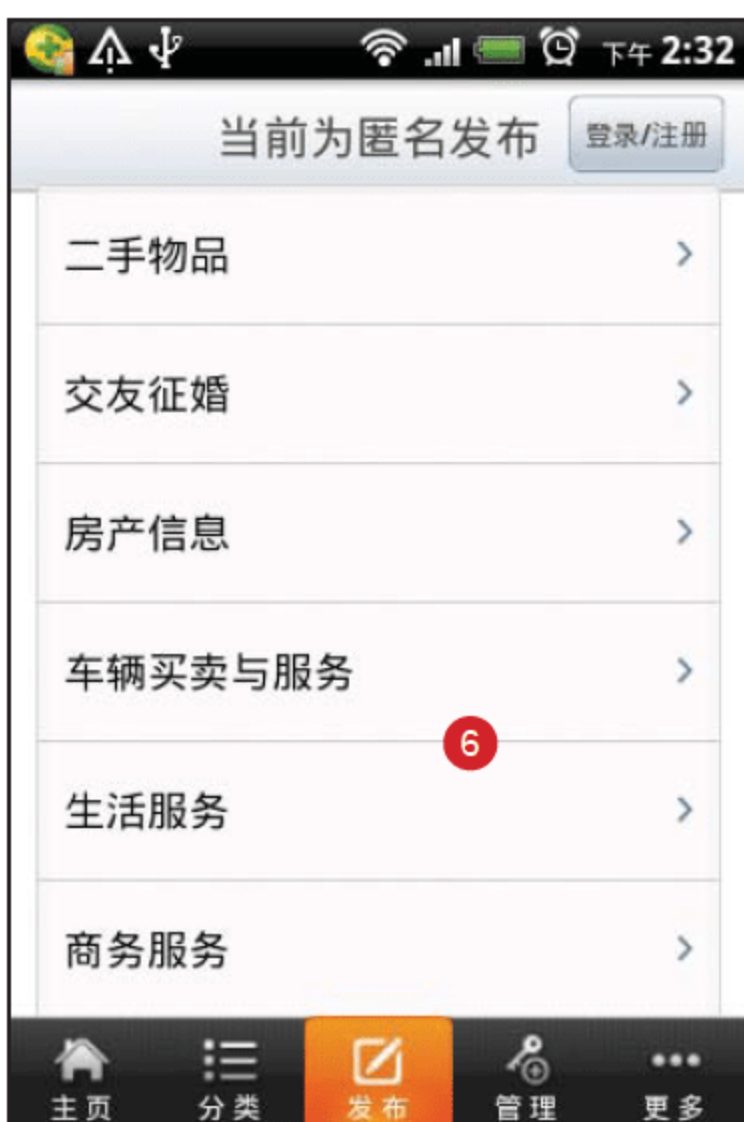 下午 2:32
当前为匿名发布 登录/注册
二手物品
交友征婚
房产信息
车辆买卖与服务
6
生活服务
商务服务
主页 分类 发布 管理 更多